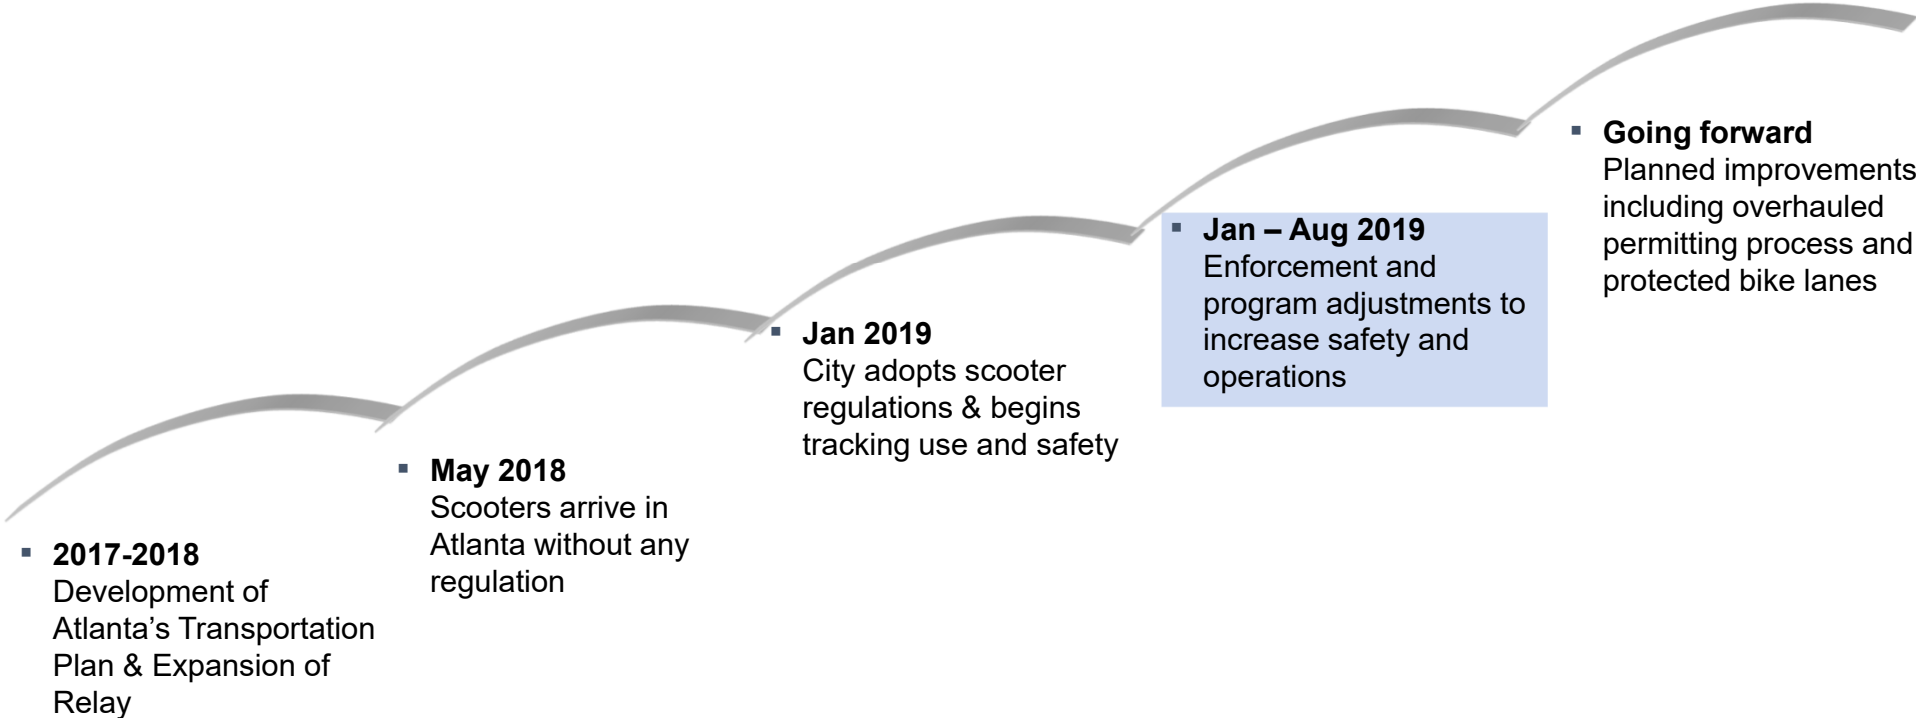 2017-2018
Development of
Atlanta’s Transportation
Plan & Expansion of
Relay
May 2018
Scooters arrive in
Atlanta without any
regulation
Jan 2019
City adopts scooter
regulations & begins
tracking use and safety
Jan – Aug 2019
Enforcement and
program adjustments to
increase safety and
operations
Going forward
Planned improvements
including overhauled
permitting process and
protected bike lanes